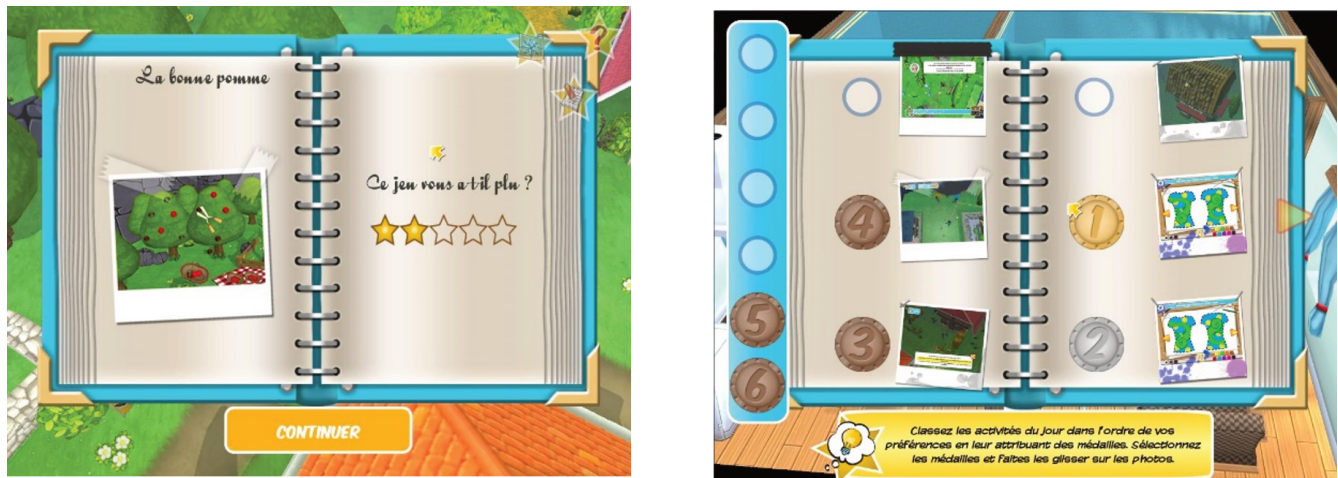 La bonne pomme
Ce jeu vous a-t-il plu ?
CONTINUER
4
1
5
3
2
6
Classez les activités du jour dans l'ordre de vos
préférences en leur attribuant des médailles. Sélectionnez
les médailles et faites les glisser sur les photos.